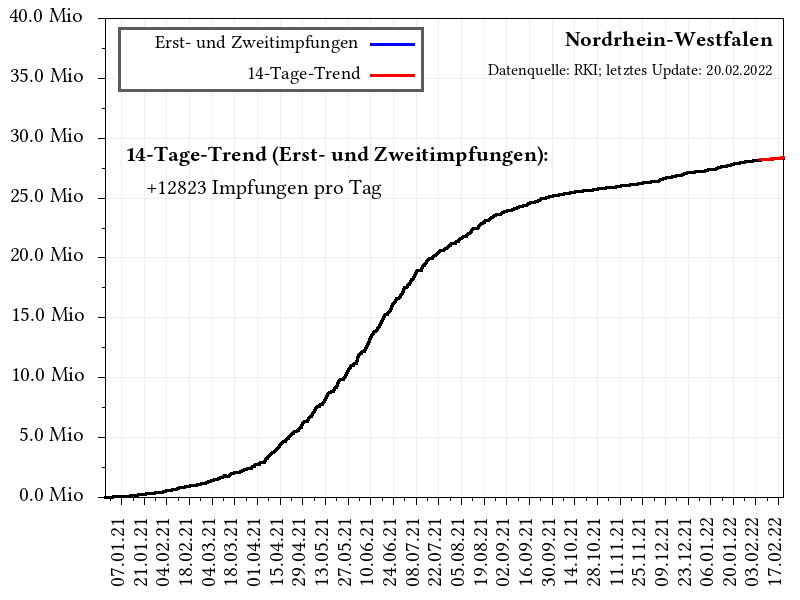 40.0 Mio
35.0 Mio
30.0 Mio
25.0 Mio
20.0 Mio
15.0 Mio
10.0 Mio
5.0 Mio
0.0 Mio
Erst- und Zweitimpfungen
14-Tage-Trend
Nordrhein-Westfalen
Datenquelle: RKI; letztes Update: 20.02.2022
14-Tage-Trend (Erst- und Zweitimpfungen):
+12823 Impfungen pro Tag
07.01.21
21.01.21
04.02.21
18.02.21
04.03.21
18.03.21
01.04.21
15.04.21
29.04.21
13.05.21
27.05.21
10.06.21
24.06.21
08.07.21
22.07.21
05.08.21
19.08.21
02.09.21
16.09.21
30.09.21
14.10.21
28.10.21
11.11.21
25.11.21
09.12.21
23.12.21
06.01.22
20.01.22
03.02.22
17.02.22